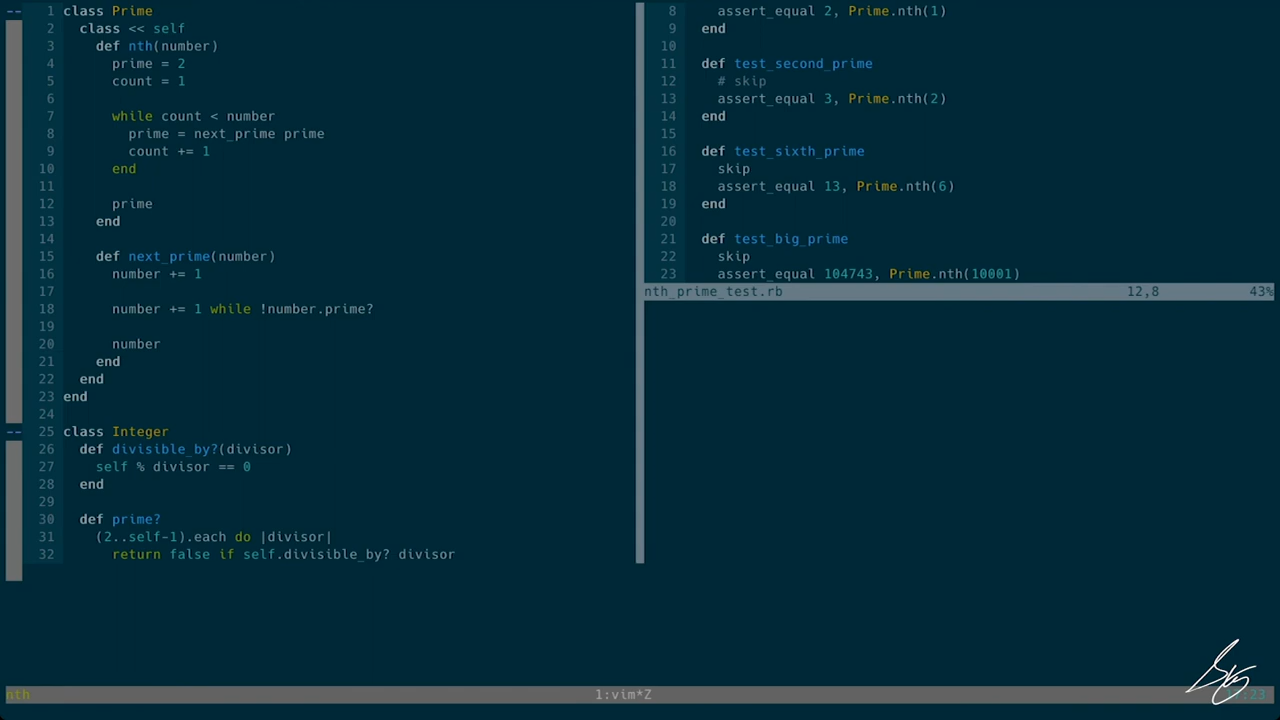 1 class Prime
2 class << self
3 def nth(number)
4 prime = 2
5 count = 1
6
7 while count < number
8 prime = next_prime prime
9 count += 1
10 end
11
12 prime
13 end
14
15 def next_prime(number)
16 number += 1
17
18 number += 1 while !number.prime?
19
20 number
21 end
22 end
23 end
24
25 class Integer
26 def divisible_by?(divisor)
27 self % divisor == 0
28 end
29
30 def prime?
31 (2..self-1).each do |divisor|
32 return false if self.divisible_by? divisor
8 assert_equal 2, Prime.nth(1)
9 end
10
11 def test_second_prime
12 # skip
13 assert_equal 3, Prime.nth(2)
14 end
15
16 def test_sixth_prime
17 skip
18 assert_equal 13, Prime.nth(6)
19 end
20
21 def test_big_prime
22 skip
23 assert_equal 104743, Prime.nth(10001)
nth_prime_test.rb 12,8 43%
nth 1:vim*Z